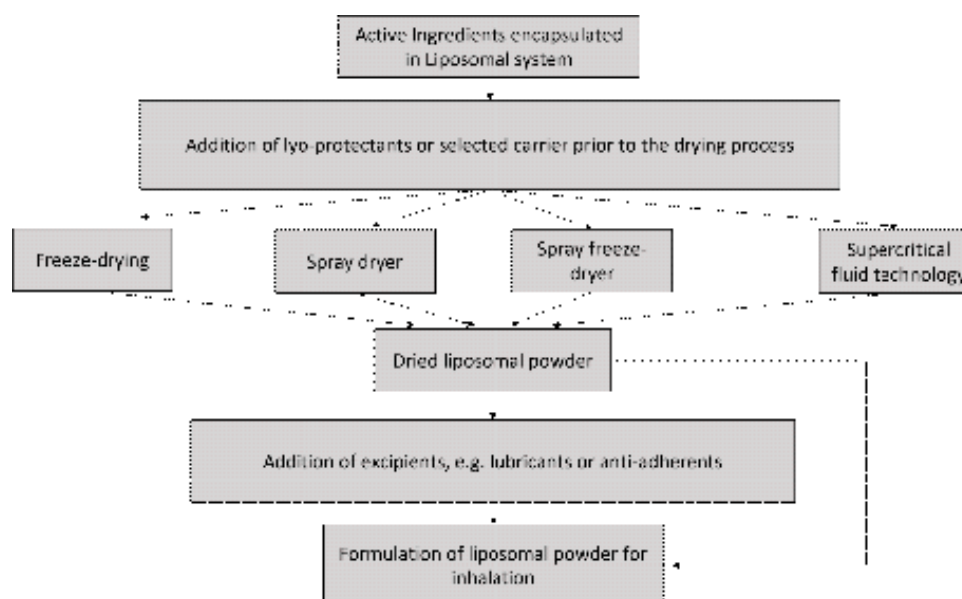 Active Ingredients encapsulated
in Liposomal system
Addition of lyo-protectants or selected carrier prior to the drying process
Freeze-drying
Spray dryer
Spray freeze-
dryer
Supercritical
fluid technology
Dried liposomal powder
Addition of excipients, e.g. lubricants or anti-adherents
Formulation of liposomal powder for
inhalation